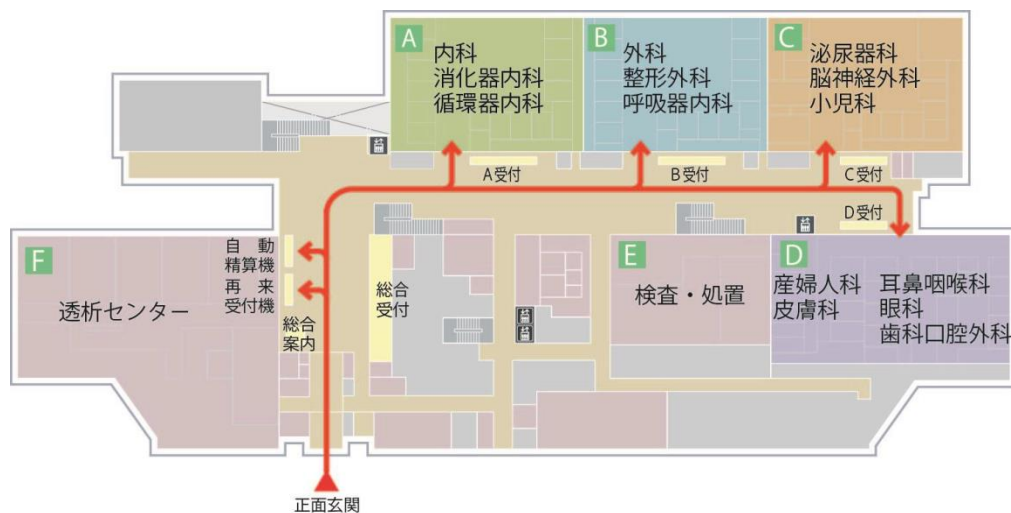 A
内科
消化器内科
循環器内科
B
外科
整形外科
呼吸器内科
C
泌尿器科
脳神経外科
小児科
A受付
B受付
C受付
D受付
F
透析センター
自動
精算機
再来
受付機
総合
案内
総合
受付
E
検査・処置
D
産婦人科
皮膚科
耳鼻咽喉科
眼科
歯科口腔外科
正面玄関